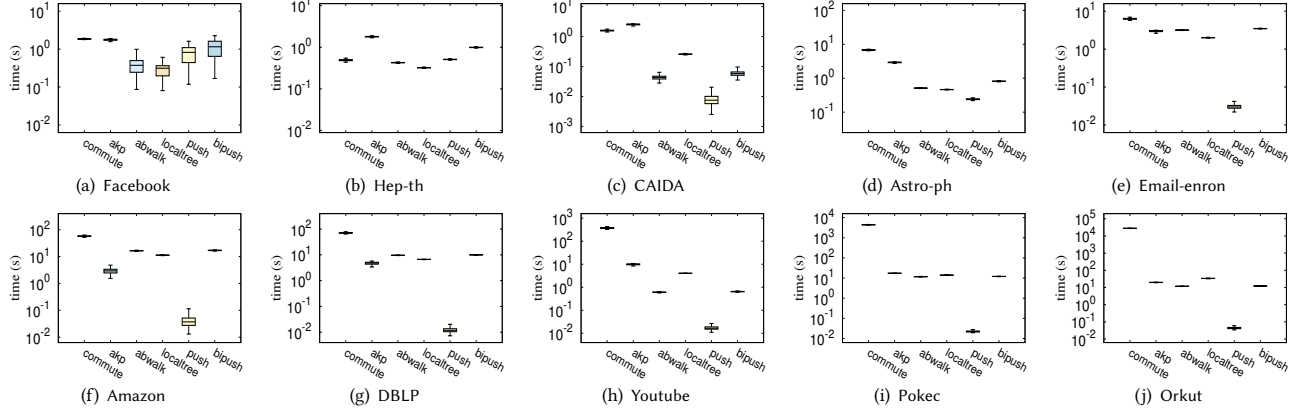 time (s)
10^2
10^1
10^0
10^-1
10^-2
commute
akp
abwalk
localtree
push
bipush
(a) Facebook
time (s)
10^1
10^0
10^-1
10^-2
commute
akp
abwalk
localtree
push
bipush
(b) Hep-th
time (s)
10^1
10^0
10^-1
10^-2
10^-3
commute
akp
abwalk
localtree
push
bipush
(c) CAIDA
time (s)
10^2
10^1
10^0
10^-1
commute
akp
abwalk
localtree
push
bipush
(d) Astro-ph
time (s)
10^1
10^0
10^-1
10^-2
commute
akp
abwalk
localtree
push
bipush
(e) Email-enron
time (s)
10^2
10^1
10^0
10^-1
10^-2
commute
akp
abwalk
localtree
push
bipush
(f) Amazon
time (s)
10^2
10^1
10^0
10^-1
10^-2
commute
akp
abwalk
localtree
push
bipush
(g) DBLP
time (s)
10^3
10^2
10^1
10^0
10^-1
10^-2
commute
akp
abwalk
localtree
push
bipush
(h) Youtube
time (s)
10^4
10^3
10^2
10^1
10^0
10^-1
10^-2
commute
akp
abwalk
localtree
push
bipush
(i) Pokec
time (s)
10^5
10^4
10^3
10^2
10^1
10^0
10^-1
10^-2
commute
akp
abwalk
localtree
push
bipush
(j) Orkut